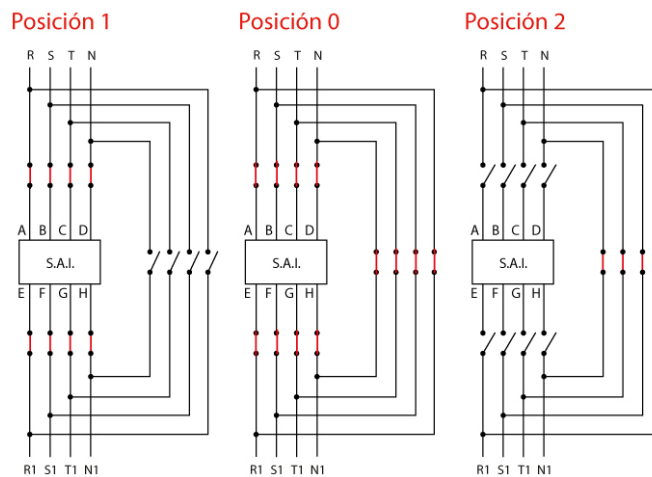 Posición 1
Posición 0
Posición 2
R S T N
R S T N
R S T N
A B C D
A B C D
A B C D
S.A.I.
S.A.I.
S.A.I.
E F G H
E F G H
E F G H
R1 S1 T1 N1
R1 S1 T1 N1
R1 S1 T1 N1